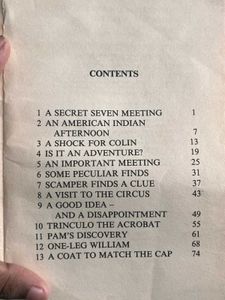 CONTENTS
1 A SECRET SEVEN MEETING 1
2 AN AMERICAN INDIAN
AFTERNOON 7
3 A SHOCK FOR COLIN 13
4 IS IT AN ADVENTURE? 19
5 AN IMPORTANT MEETING 25
6 SOME PECULIAR FINDS 31
7 SCAMPER FINDS A CLUE 37
8 A VISIT TO THE CIRCUS 43
9 A GOOD IDEA –
AND A DISAPPOINTMENT 49
10 TRINCULO THE ACROBAT 55
11 PAM'S DISCOVERY 61
12 ONE-LEG WILLIAM 68
13 A COAT TO MATCH THE CAP 74